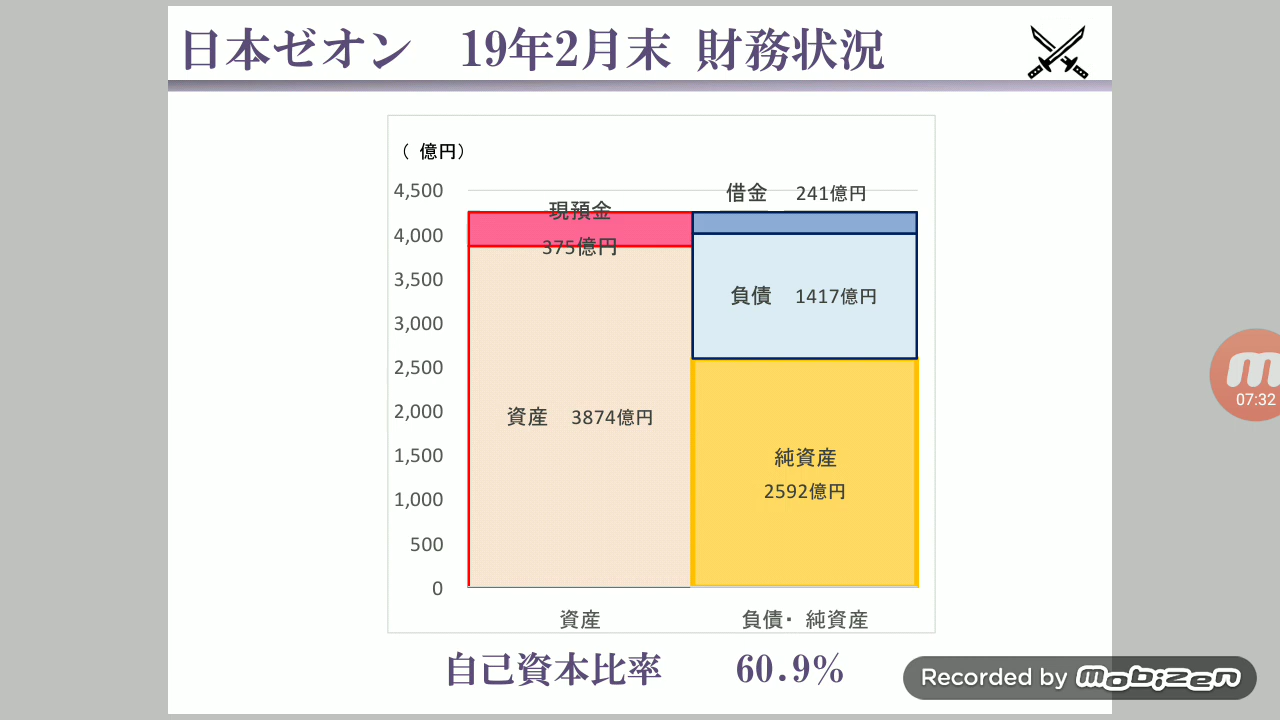 日本ゼオン　19年2月末 財務状況
（ 億円）
4,500
4,000
3,500
3,000
2,500
2,000
1,500
1,000
500
0
現預金
375億円
資産　3874億円
借金　241億円
負債　1417億円
純資産
2592億円
資産
負債・純資産
自己資本比率　60.9%
07:32
Recorded by mobizen